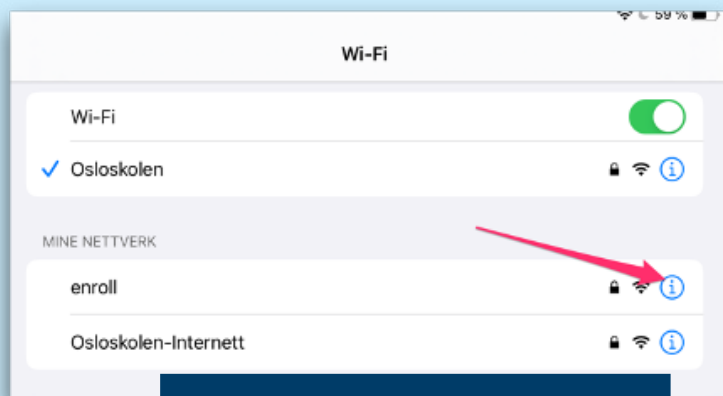 59 %
Wi-Fi
Wi-Fi
Osloskolen
MINE NETTVERK
enroll
Osloskolen-Internett